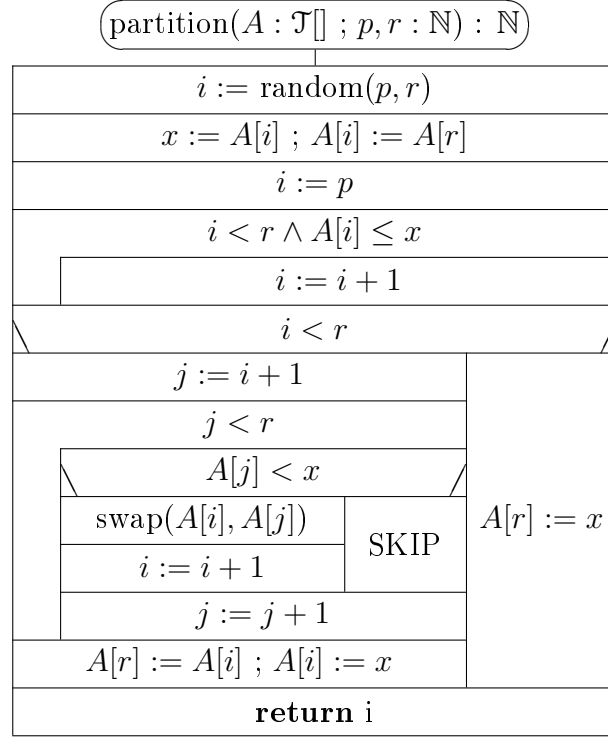 partition(A : 𝒯[] ; p, r : ℕ) : ℕ
i := random(p, r)
x := A[i] ; A[i] := A[r]
i := p
i < r ∧ A[i] ≤ x
i := i + 1
i < r
j := i + 1
j < r
A[j] < x
swap(A[i], A[j])
SKIP
i := i + 1
j := j + 1
A[r] := A[i] ; A[i] := x
A[r] := x
return i